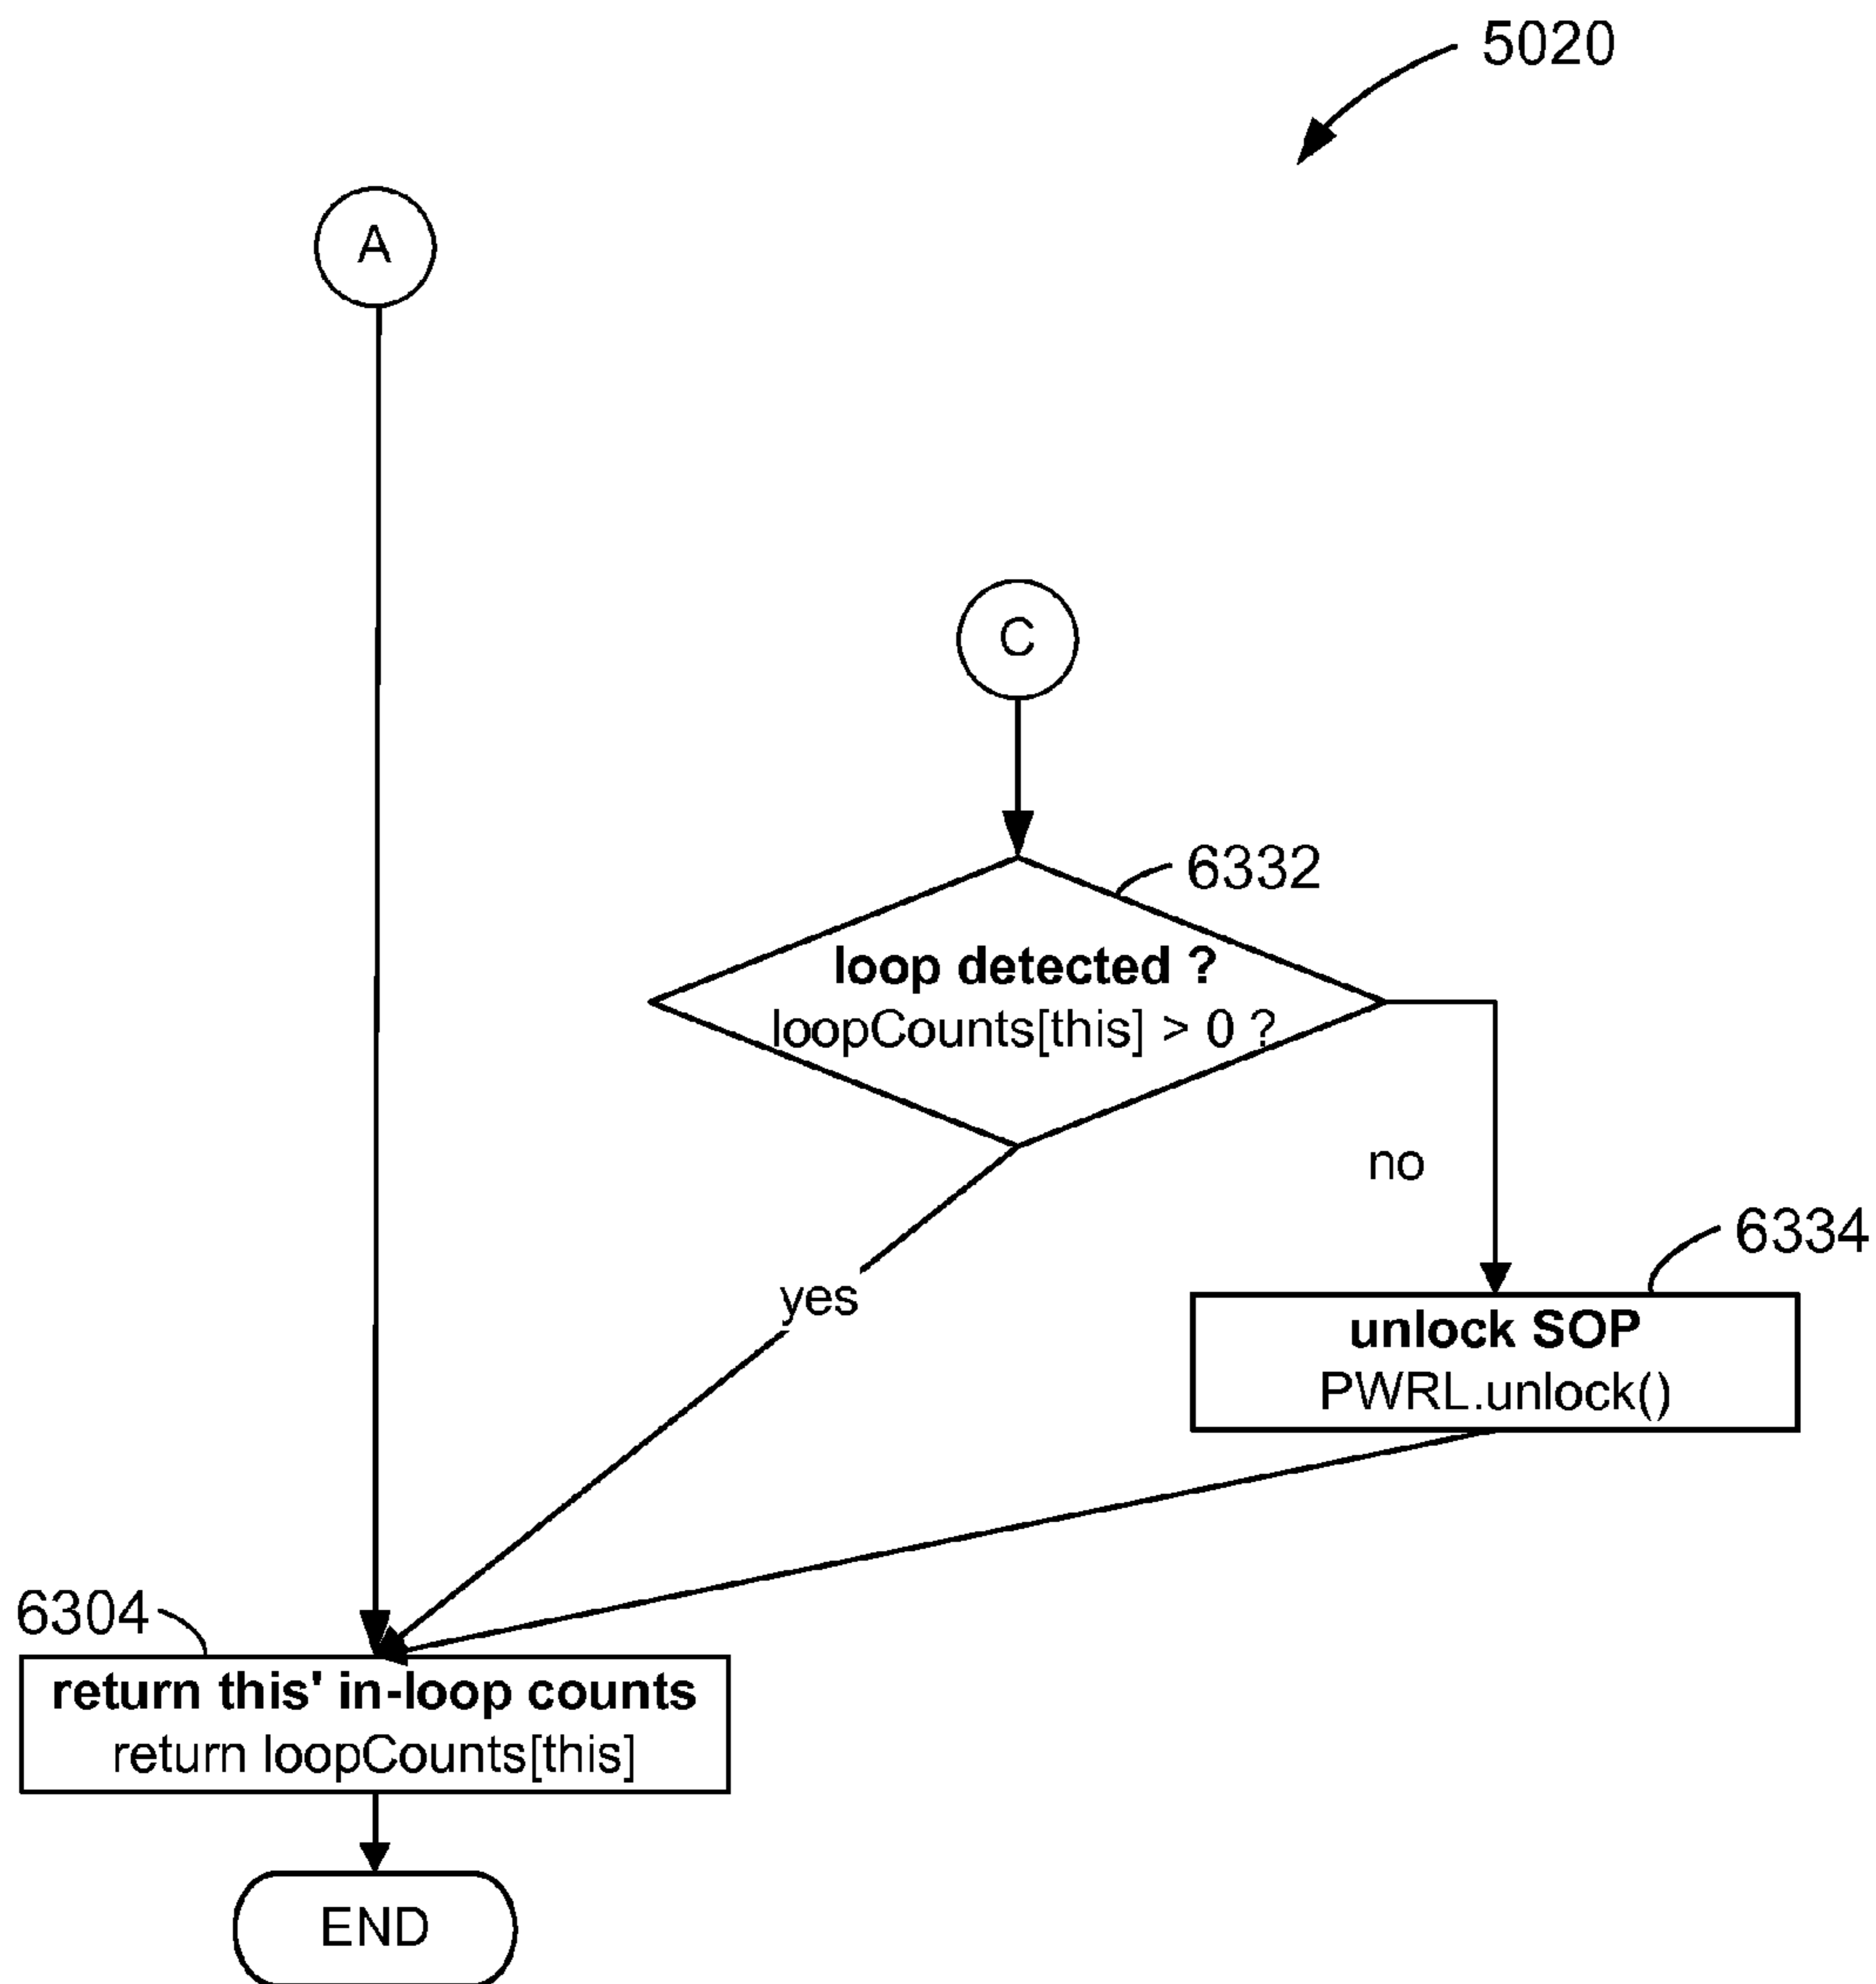 5020
A
C
6332
loop detected ?
loopCounts[this] > 0 ?
no
6334
yes
unlock SOP
PWRL.unlock()
6304
return this' in-loop counts
return loopCounts[this]
END